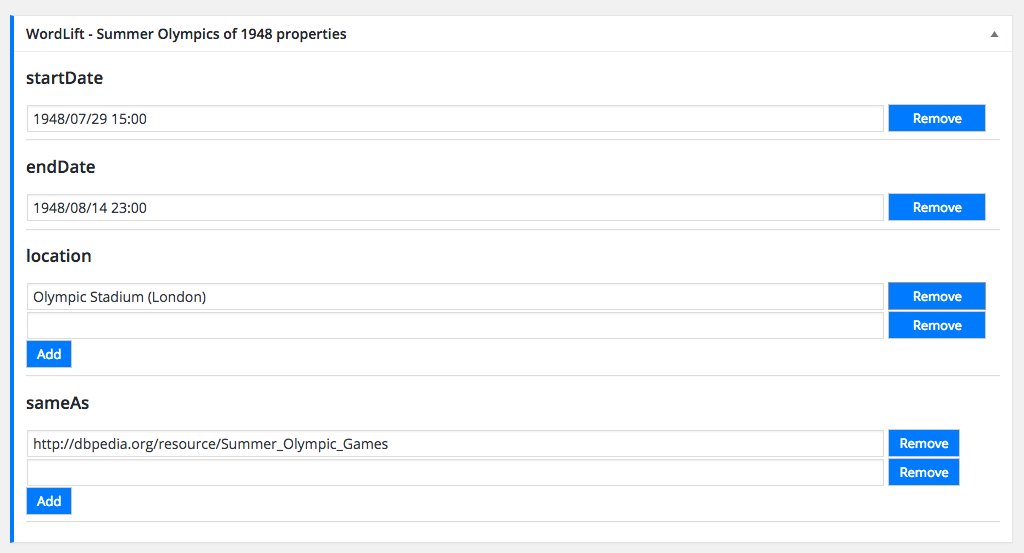 WordLift - Summer Olympics of 1948 properties
startDate
1948/07/29 15:00 Remove
endDate
1948/08/14 23:00 Remove
location
Olympic Stadium (London) Remove
Remove
Add
sameAs
http://dbpedia.org/resource/Summer_Olympic_Games Remove
Remove
Add